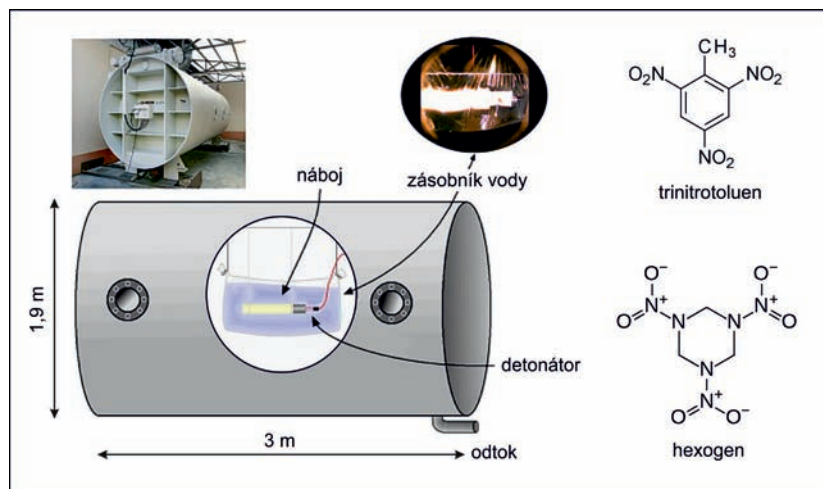 náboj
zásobník vody
1,9 m
detonátor
3 m
odtok
CH₃
O₂N
NO₂
NO₂
trinitrotoluen
O⁻
O⁻
N⁺
N⁺
O
O
N
N
N
N⁺
O
O⁻
hexogen